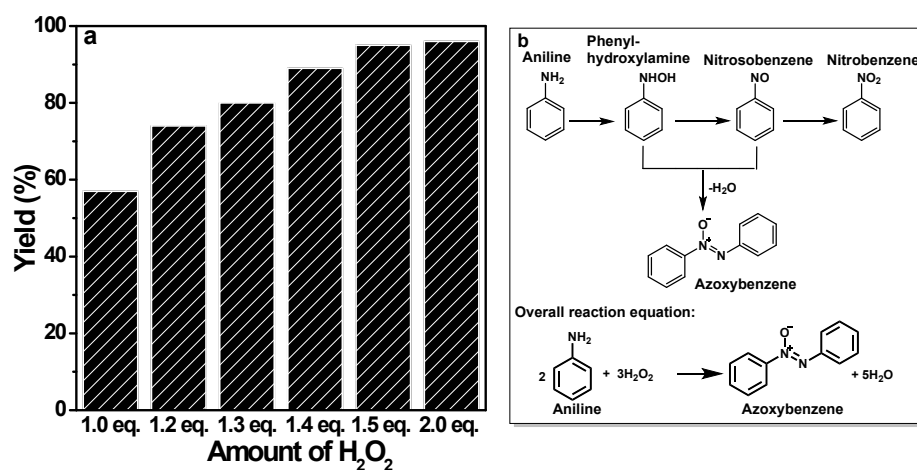 a
100
80
60
40
20
0
Yield (%)
1.0 eq. 1.2 eq. 1.3 eq. 1.4 eq. 1.5 eq. 2.0 eq.
Amount of H₂O₂
b
Phenyl-
Aniline hydroxylamine Nitrosobenzene Nitrobenzene
NH₂ NHOH NO NO₂
-H₂O
O⁻
N⁺ N
Azoxybenzene
Overall reaction equation:
NH₂
O⁻
N⁺ N
2 + 3H₂O₂ + 5H₂O
Aniline Azoxybenzene